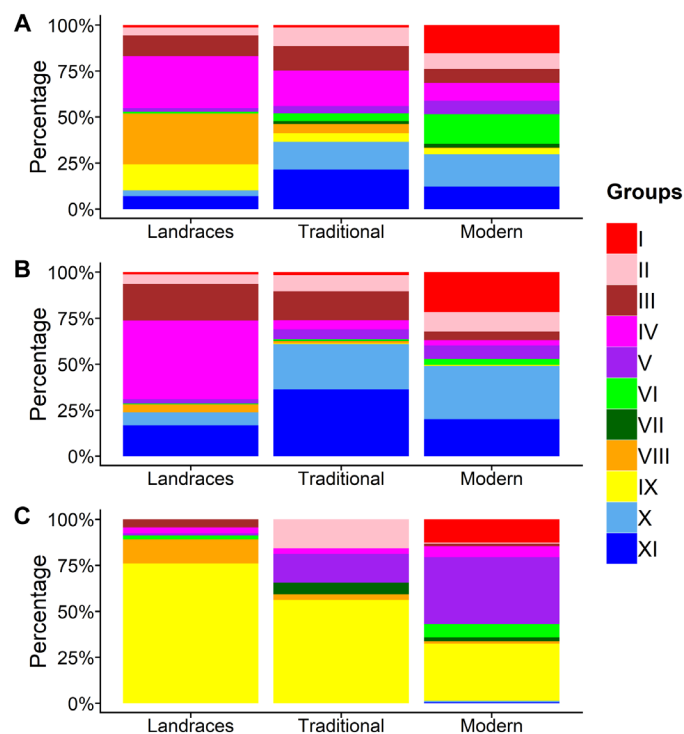 A
100%
75%
50%
25%
0%
Percentage
Landraces
Traditional
Modern
B
100%
75%
50%
25%
0%
Percentage
Landraces
Traditional
Modern
C
100%
75%
50%
25%
0%
Percentage
Landraces
Traditional
Modern
Groups
I
II
III
IV
V
VI
VII
VIII
IX
X
XI